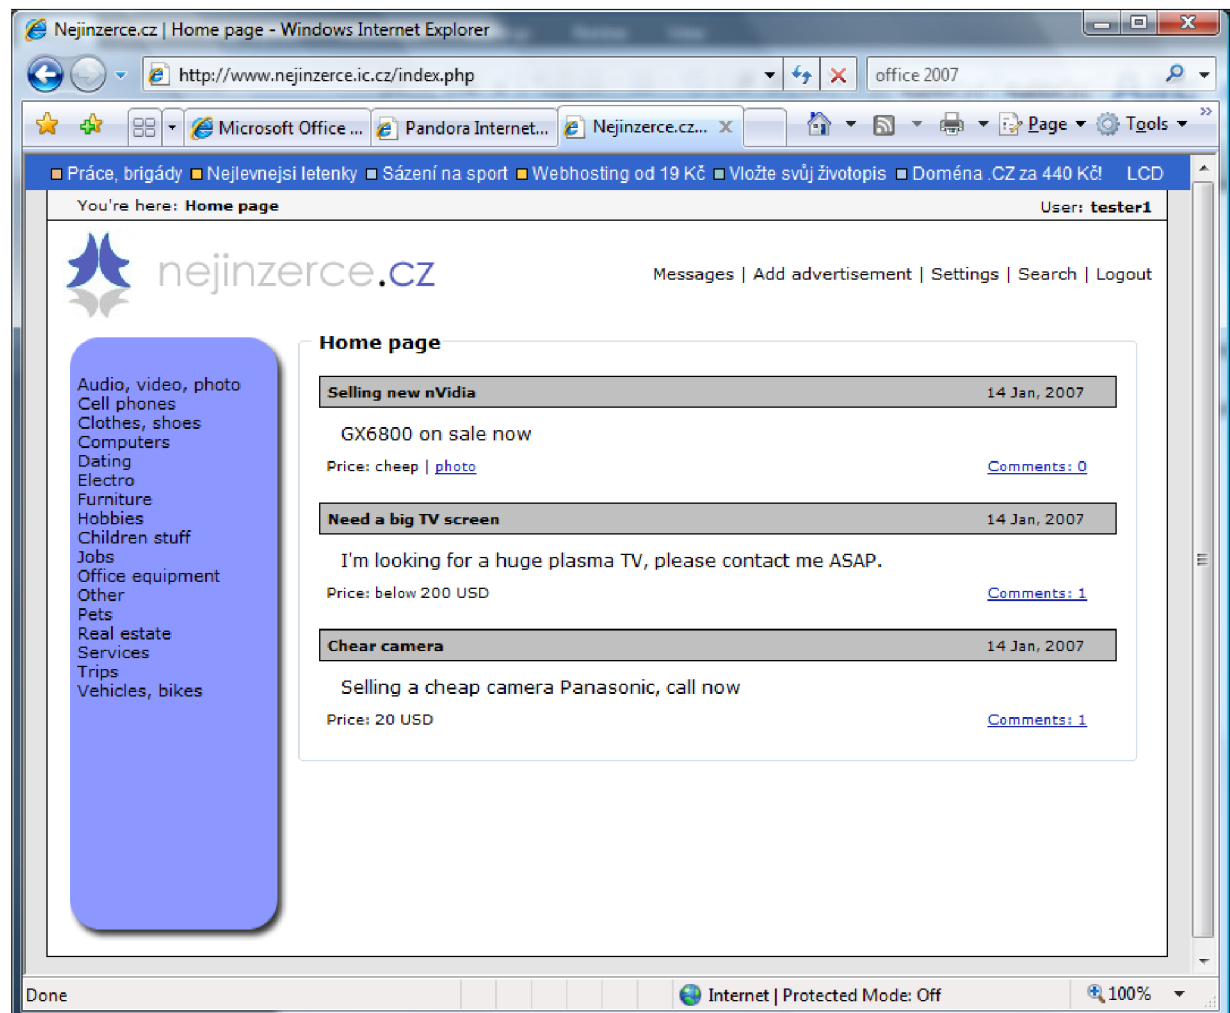 Nejinzerce.cz | Home page - Windows Internet Explorer
http://www.nejinzerce.ic.cz/index.php
office 2007
Microsoft Office ... Pandora Internet... Nejinzerce.cz... Page Tools
Práce, brigády Nejlevnejsi letenky Sázení na sport Webhosting od 19 Kč Vložte svůj životopis Doména .CZ za 440 Kč! LCD
You're here: Home page User: tester1
nejinzerce.cz
Messages | Add advertisement | Settings | Search | Logout
Audio, video, photo
Cell phones
Clothes, shoes
Computers
Dating
Electro
Furniture
Hobbies
Children stuff
Jobs
Office equipment
Other
Pets
Real estate
Services
Trips
Vehicles, bikes
Home page
Selling new nVidia 14 Jan, 2007
GX6800 on sale now
Price: cheep | photo Comments: 0
Need a big TV screen 14 Jan, 2007
I'm looking for a huge plasma TV, please contact me ASAP.
Price: below 200 USD Comments: 1
Chear camera 14 Jan, 2007
Selling a cheap camera Panasonic, call now
Price: 20 USD Comments: 1
Done Internet | Protected Mode: Off 100%